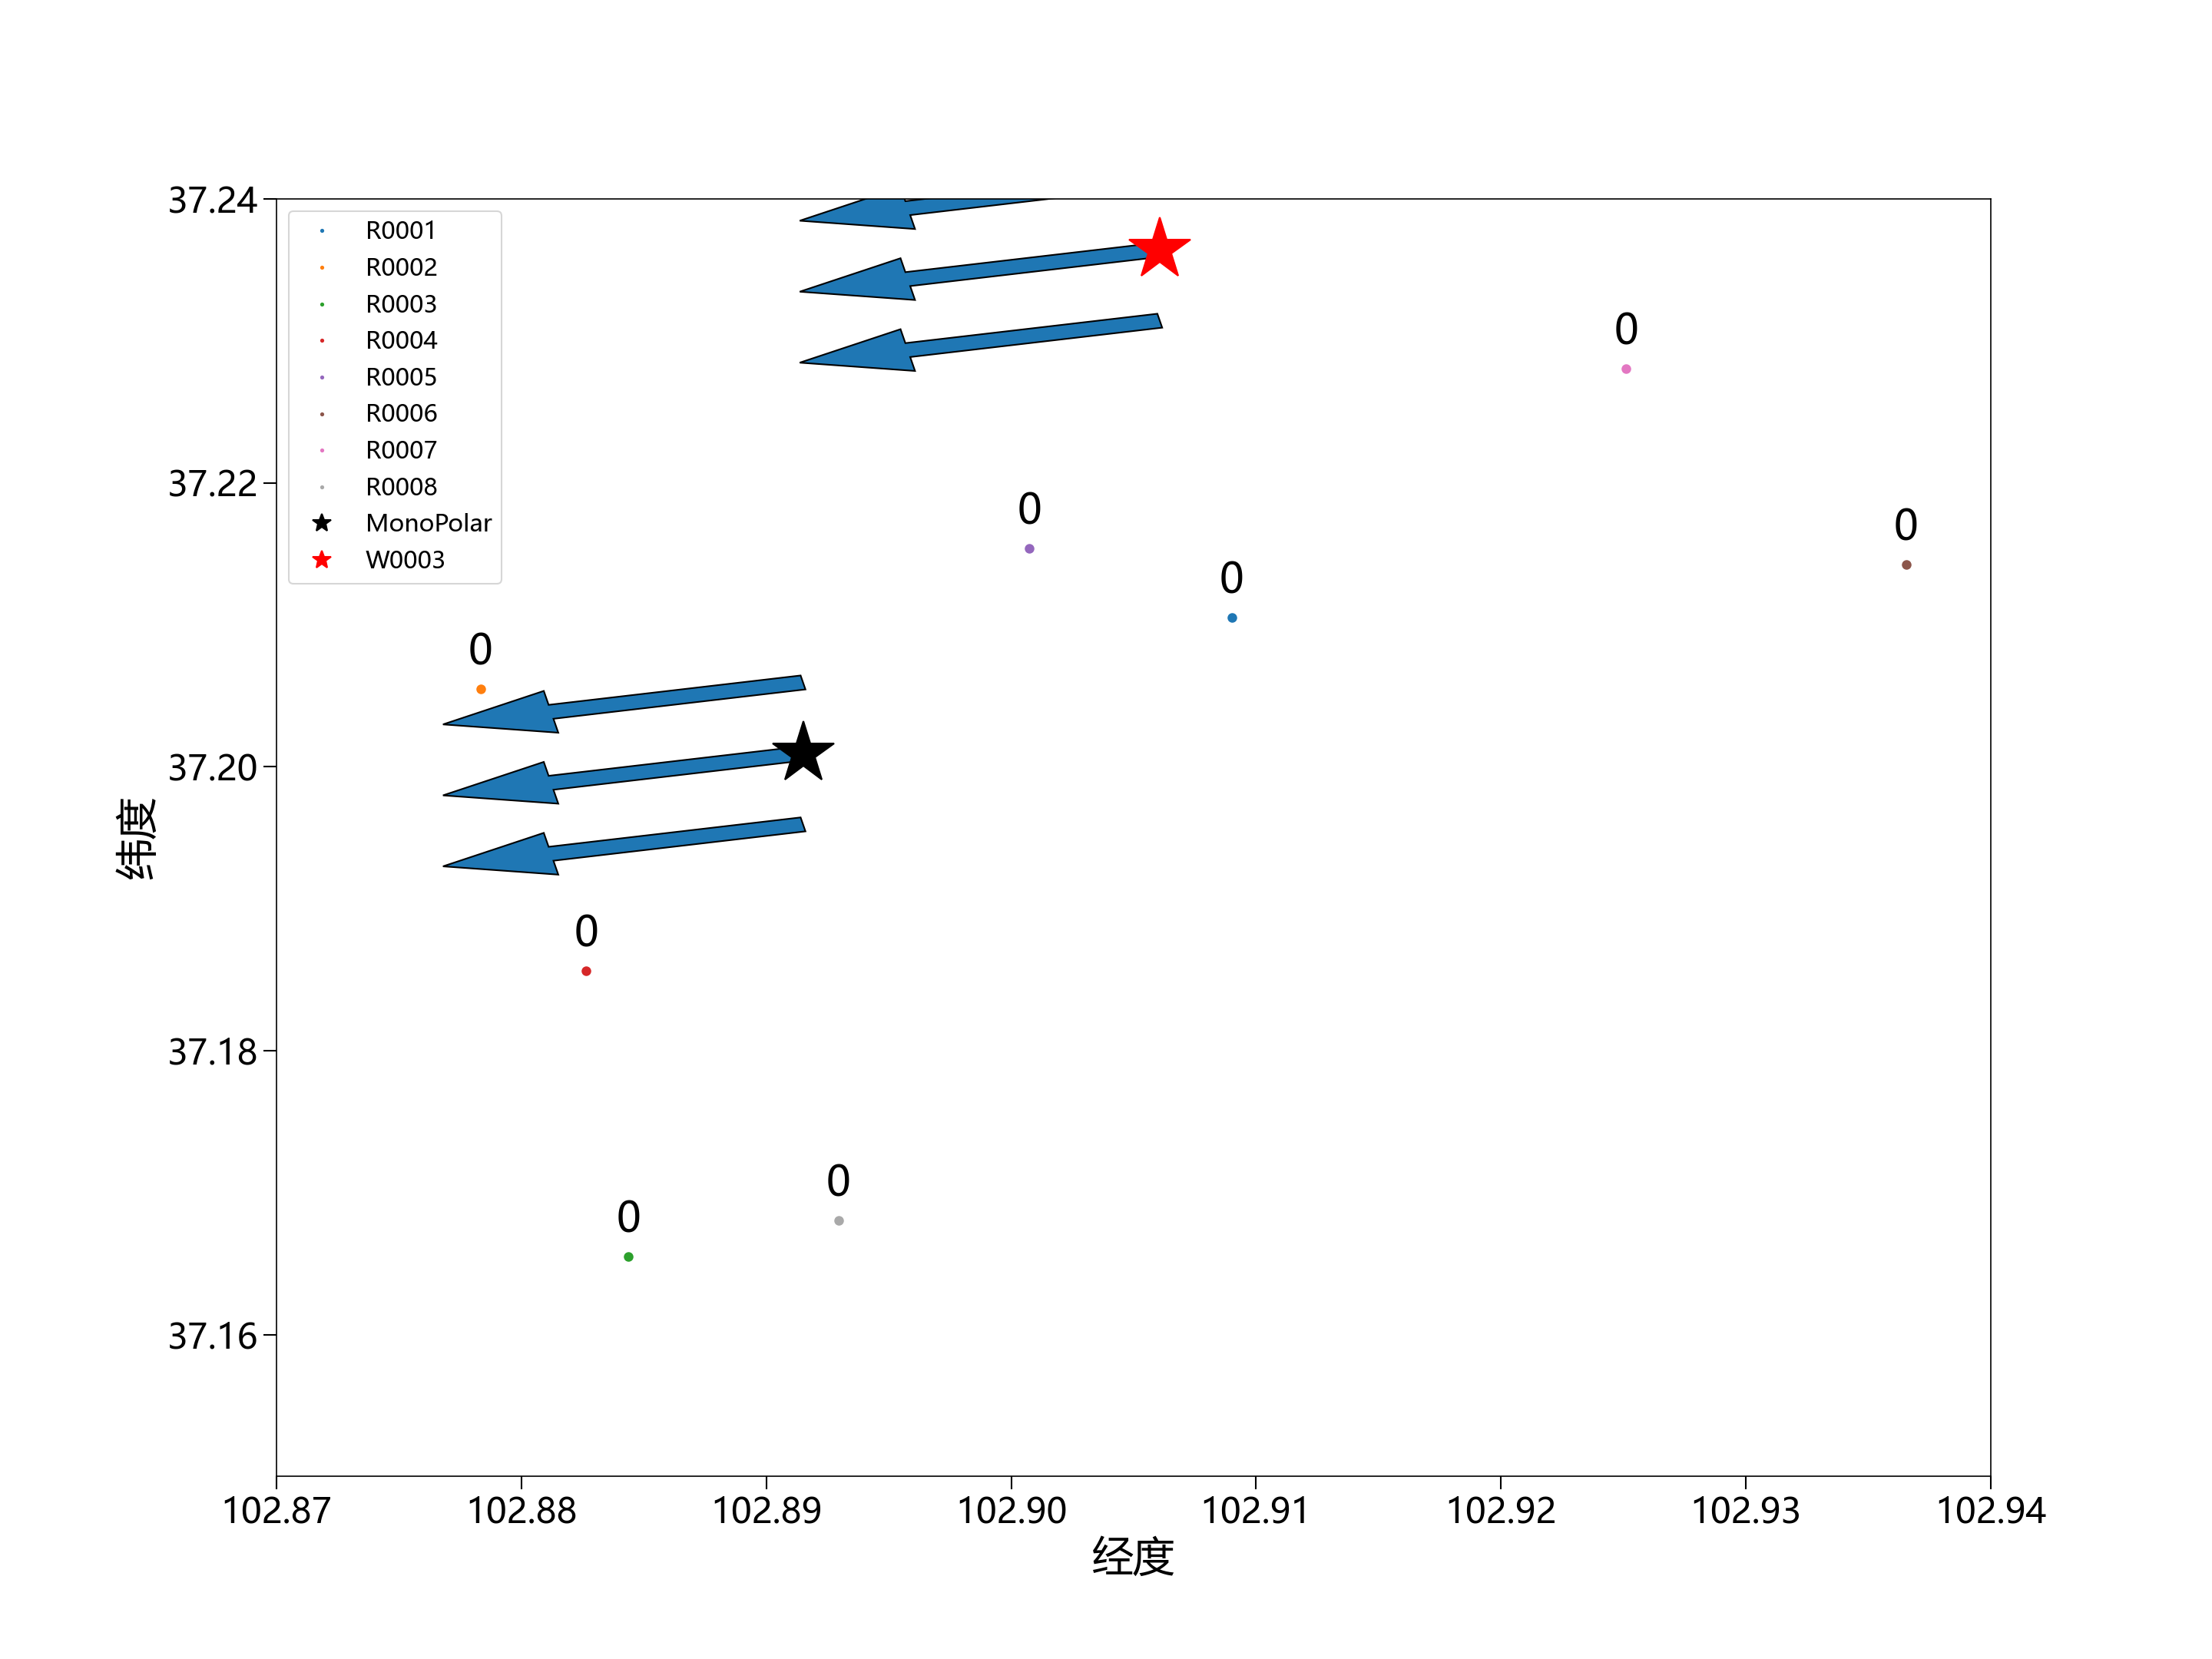 37.24
37.22
37.20
37.18
37.16
纬度
R0001
R0002
R0003
R0004
R0005
R0006
R0007
R0008
MonoPolar
W0003
0
0
0
0
0
0
0
0
102.87 102.88 102.89 102.90 102.91 102.92 102.93 102.94
经度